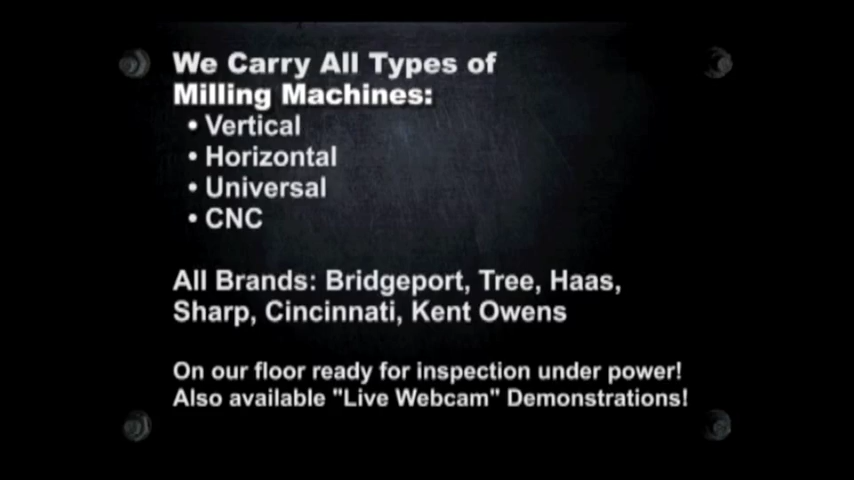 We Carry All Types of
Milling Machines:
• Vertical
• Horizontal
• Universal
• CNC
All Brands: Bridgeport, Tree, Haas,
Sharp, Cincinnati, Kent Owens
On our floor ready for inspection under power!
Also available "Live Webcam" Demonstrations!